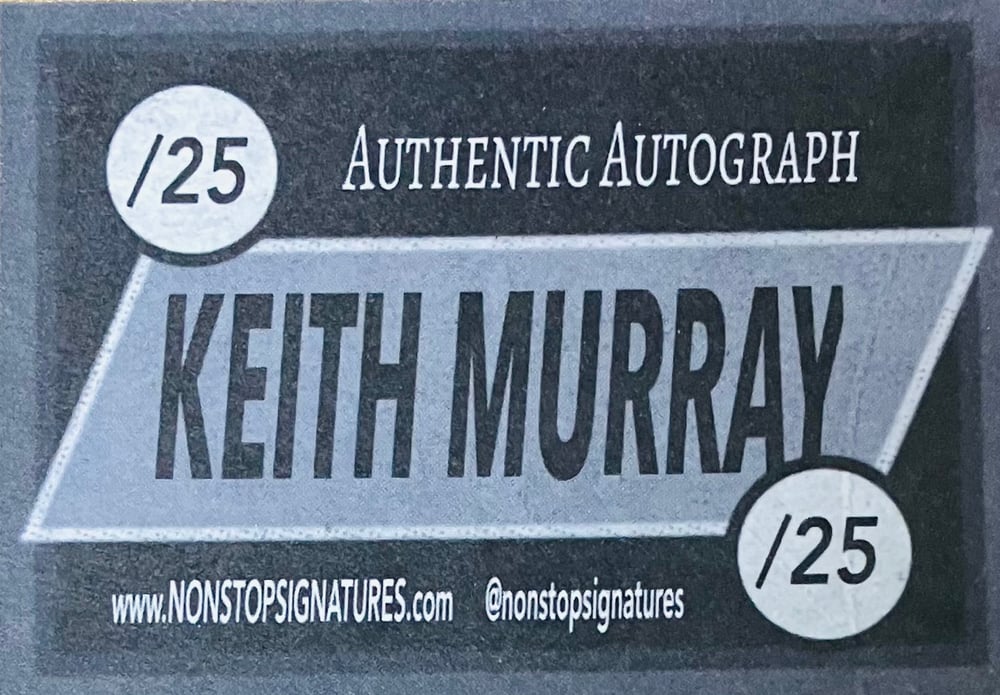 /25
AUTHENTIC AUTOGRAPH
KEITH MURRAY
/25
www.NONSTOPSIGNATURES.com @nonstopsignatures